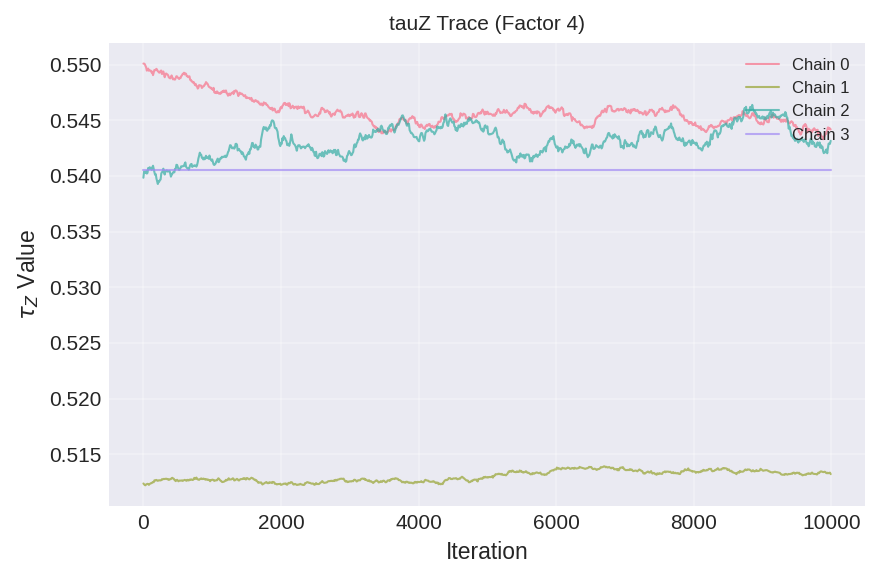 tauZ Trace (Factor 4)
Chain 0
Chain 1
Chain 2
Chain 3
τZ Value
0.550
0.545
0.540
0.535
0.530
0.525
0.520
0.515
0 2000 4000 6000 8000 10000
Iteration